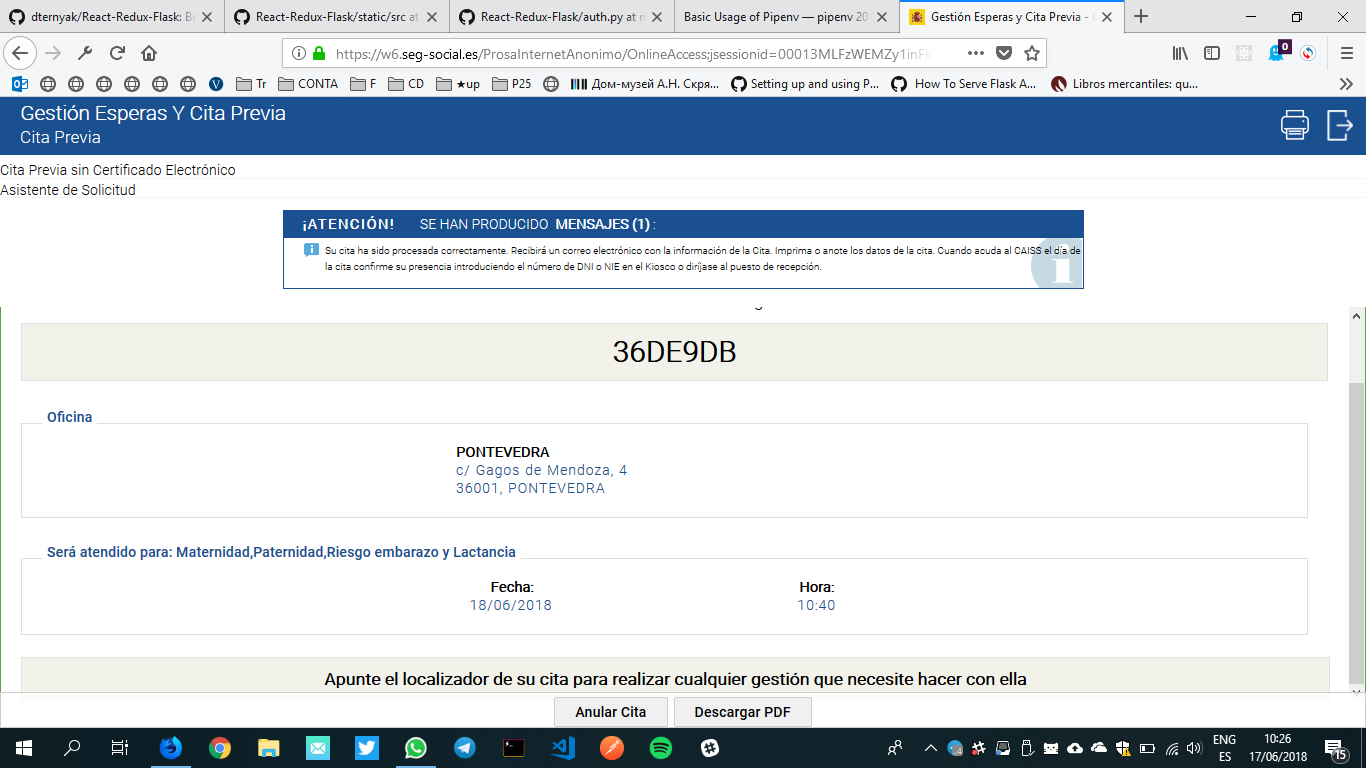 dternyak/React-Redux-Flask: Bo
React-Redux-Flask/static/src at
React-Redux-Flask/auth.py at m
Basic Usage of Pipenv — pipenv 20
Gestión Esperas y Cita Previa - C
https://w6.seg-social.es/ProsaInternetAnonimo/OnlineAccess;jsessionid=00013MLFzWEMZy1inF
0
Tr
CONTA
F
CD
★up
P25
Дом-музей А.Н. Скря...
Setting up and using P...
How To Serve Flask A...
Libros mercantiles: qu...
Gestión Esperas Y Cita Previa
Cita Previa
Cita Previa sin Certificado Electrónico
Asistente de Solicitud
¡ATENCIÓN! SE HAN PRODUCIDO MENSAJES (1) :
Su cita ha sido procesada correctamente. Recibirá un correo electrónico con la información de la Cita. Imprima o anote los datos de la cita. Cuando acuda al CAISS el día de
la cita confirme su presencia introduciendo el número de DNI o NIE en el Kiosco o diríjase al puesto de recepción.
36DE9DB
Oficina
PONTEVEDRA
c/ Gagos de Mendoza, 4
36001, PONTEVEDRA
Será atendido para: Maternidad,Paternidad,Riesgo embarazo y Lactancia
Fecha: Hora:
18/06/2018 10:40
Apunte el localizador de su cita para realizar cualquier gestión que necesite hacer con ella
Anular Cita
Descargar PDF
ENG
ES
10:26
17/06/2018
15